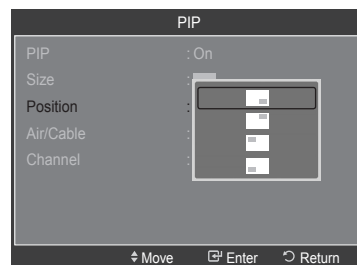 PIP
PIP : On
Size :
Position :
Air/Cable :
Channel :
Move Enter Return